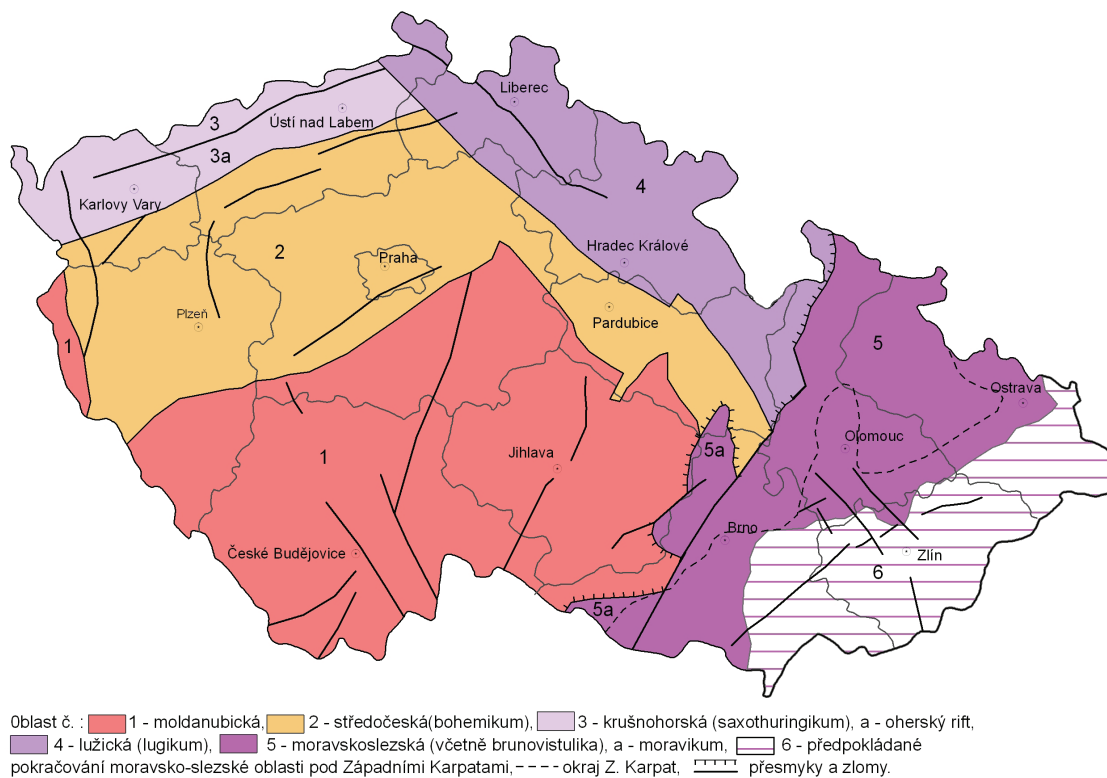 Liberec
3
Ústí nad Labem
3a
4
Karlovy Vary
Hradec Králové
2
Praha
Pardubice
Plzeň
1
5
Ostrava
Olomouc
5a
Jihlava
1
Brno
České Budějovice
Zlín
6
5a
Oblast č. : 1 - moldanubická, 2 - středočeská(bohemikum), 3 - krušnohorská (saxothuringikum), a - oherský rift,
4 - lužická (lugikum), 5 - moravskoslezská (včetně brunovistulika), a - moravikum, 6 - předpokládané
pokračování moravsko-slezské oblasti pod Západními Karpatami, okraj Z. Karpat, přesmyky a zlomy.